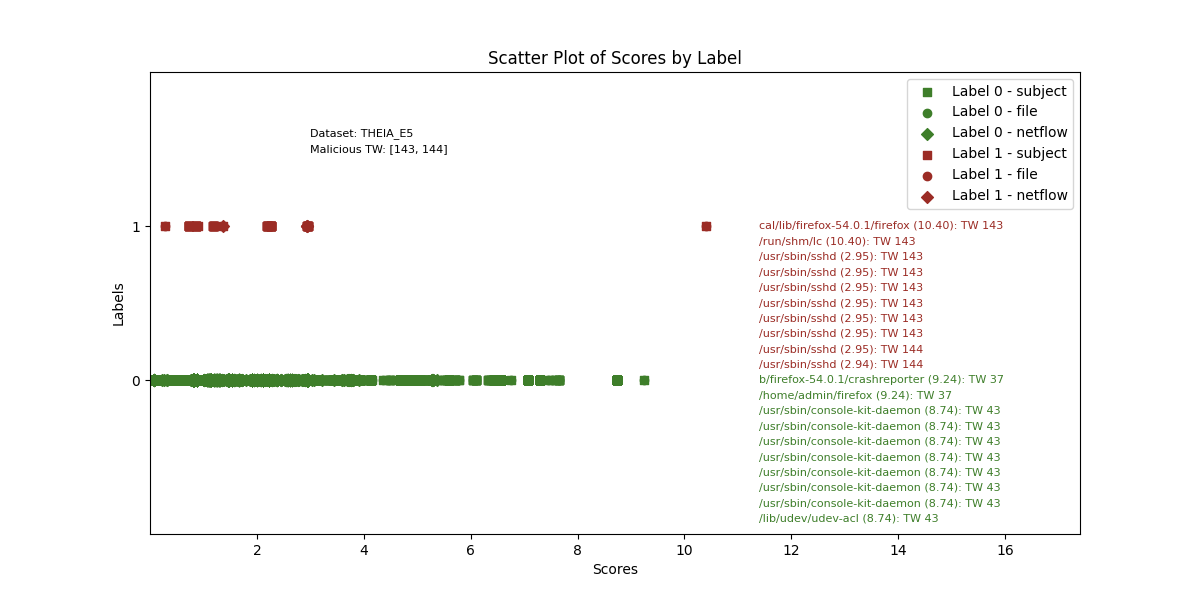 Scatter Plot of Scores by Label
Label 0 - subject
Label 0 - file
Label 0 - netflow
Label 1 - subject
Label 1 - file
Label 1 - netflow
Dataset: THEIA_E5
Malicious TW: [143, 144]
1
0
Labels
cal/lib/firefox-54.0.1/firefox (10.40): TW 143
/run/shm/lc (10.40): TW 143
/usr/sbin/sshd (2.95): TW 143
/usr/sbin/sshd (2.95): TW 143
/usr/sbin/sshd (2.95): TW 143
/usr/sbin/sshd (2.95): TW 143
/usr/sbin/sshd (2.95): TW 143
/usr/sbin/sshd (2.95): TW 143
/usr/sbin/sshd (2.95): TW 144
/usr/sbin/sshd (2.94): TW 144
b/firefox-54.0.1/crashreporter (9.24): TW 37
/home/admin/firefox (9.24): TW 37
/usr/sbin/console-kit-daemon (8.74): TW 43
/usr/sbin/console-kit-daemon (8.74): TW 43
/usr/sbin/console-kit-daemon (8.74): TW 43
/usr/sbin/console-kit-daemon (8.74): TW 43
/usr/sbin/console-kit-daemon (8.74): TW 43
/usr/sbin/console-kit-daemon (8.74): TW 43
/usr/sbin/console-kit-daemon (8.74): TW 43
/lib/udev/udev-acl (8.74): TW 43
2 4 6 8 10 12 14 16
Scores